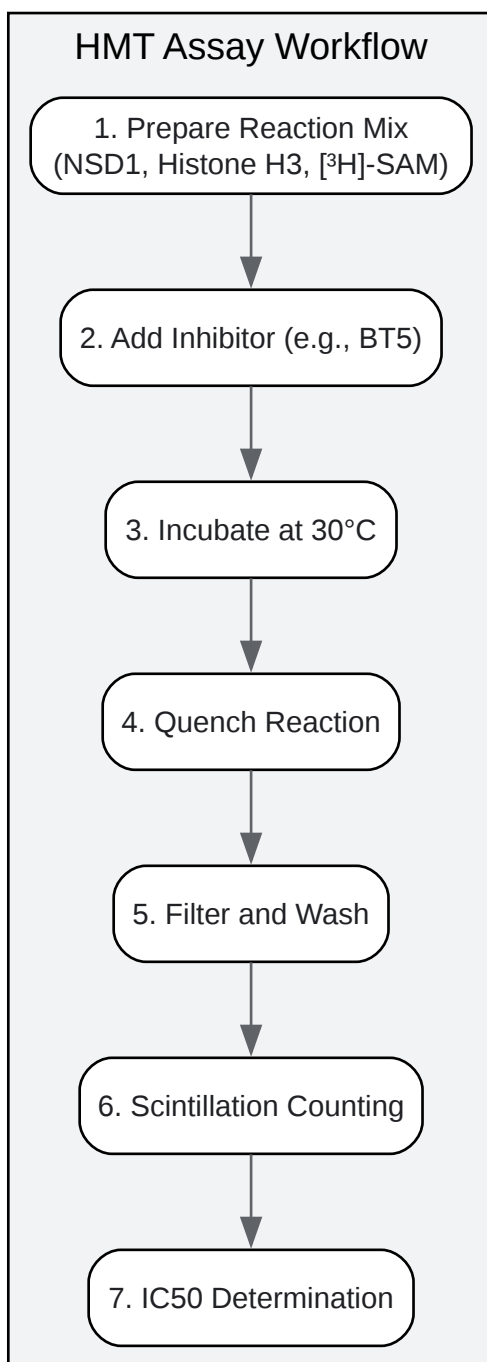 HMT Assay Workflow
1. Prepare Reaction Mix
(NSD1, Histone H3, [³H]-SAM)
2. Add Inhibitor (e.g., BT5)
3. Incubate at 30°C
4. Quench Reaction
5. Filter and Wash
6. Scintillation Counting
7. IC50 Determination